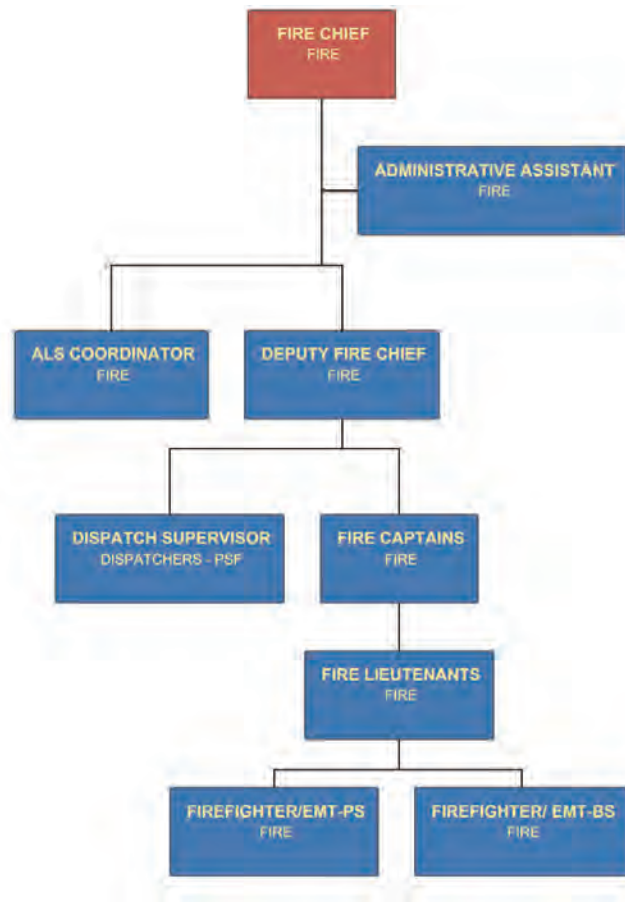 FIRE CHIEF
FIRE
ADMINISTRATIVE ASSISTANT
FIRE
ALS COORDINATOR
FIRE
DEPUTY FIRE CHIEF
FIRE
DISPATCH SUPERVISOR
DISPATCHERS - PSF
FIRE CAPTAINS
FIRE
FIRE LIEUTENANTS
FIRE
FIREFIGHTER/EMT-PS
FIRE
FIREFIGHTER/ EMT-BS
FIRE